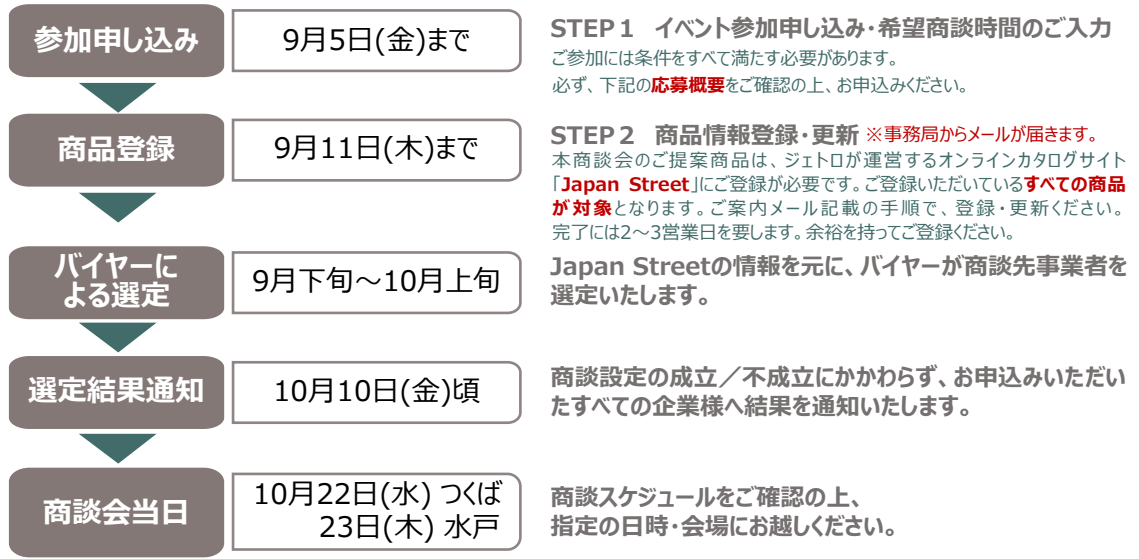 参加申し込み
9月5日(金)まで
STEP1 イベント参加申し込み・希望商談時間のご入力
ご参加には条件をすべて満たす必要があります。
必ず、下記の応募概要をご確認の上、お申込みください。
商品登録
9月11日(木)まで
STEP2 商品情報登録・更新 ※事務局からメールが届きます。
本商談会のご提案商品は、ジェトロが運営するオンラインカタログサイト
「Japan Street」にご登録が必要です。ご登録いただいているすべての商品
が対象となります。ご案内メール記載の手順で、登録・更新ください。
完了には2～3営業日を要します。余裕を持ってご登録ください。
バイヤーに
よる選定
9月下旬～10月上旬
Japan Streetの情報を元に、バイヤーが商談先事業者を
選定いたします。
選定結果通知
10月10日(金)頃
商談設定の成立／不成立にかかわらず、お申込みいただい
たすべての企業様へ結果を通知いたします。
商談会当日
10月22日(水) つくば
23日(木) 水戸
商談スケジュールをご確認の上、
指定の日時・会場にお越しください。